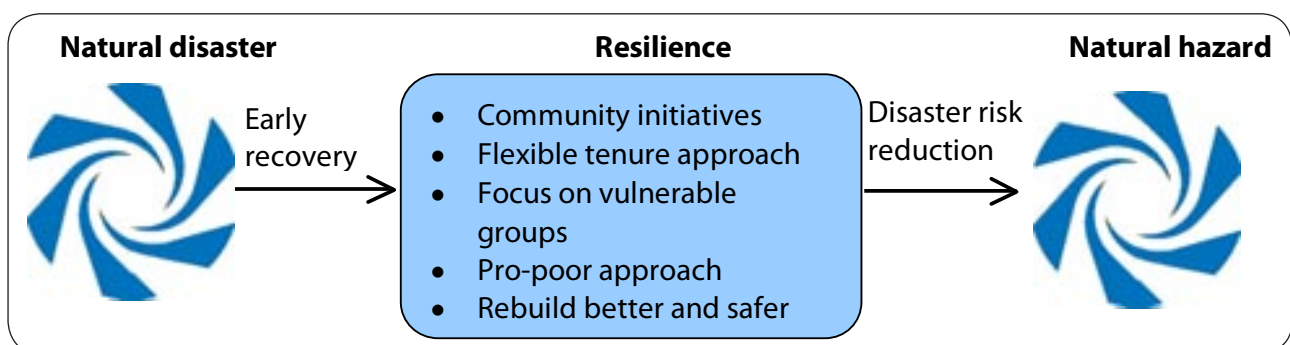 Natural disaster
Resilience
Natural hazard
Early
recovery
• Community initiatives
• Flexible tenure approach
• Focus on vulnerable
groups
• Pro-poor approach
• Rebuild better and safer
Disaster risk
reduction